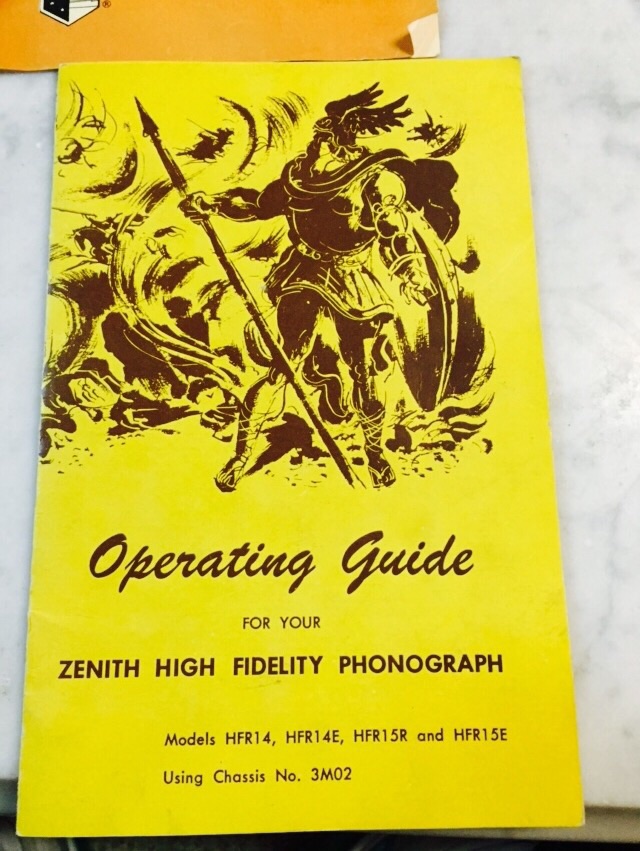 ®
Operating Guide
FOR YOUR
ZENITH HIGH FIDELITY PHONOGRAPH
Models HFR14, HFR14E, HFR15R and HFR15E
Using Chassis No. 3M02